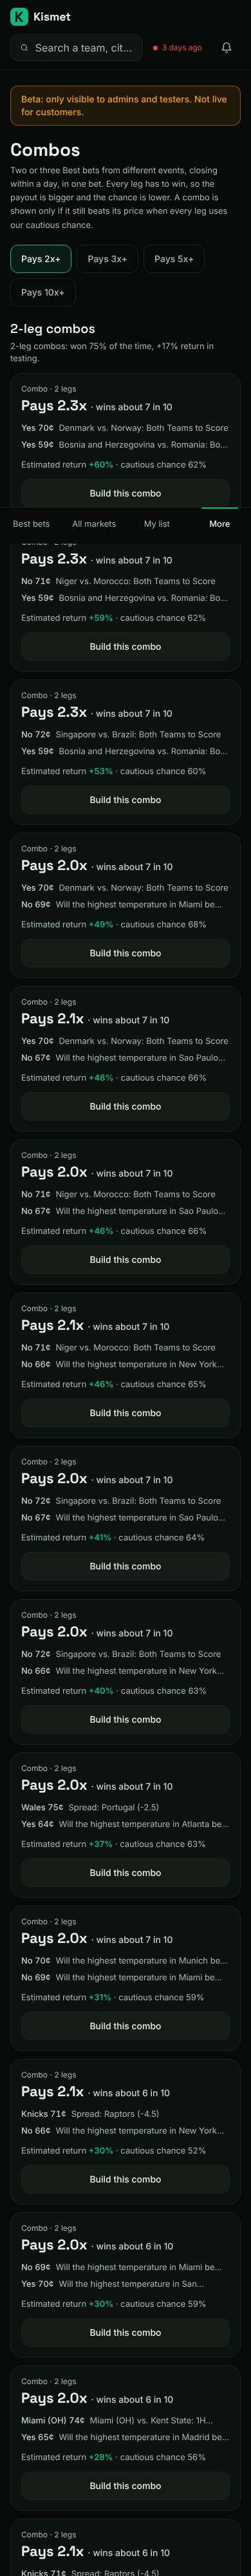 Kismet
Search a team, cit...
3 days ago
Beta: only visible to admins and testers. Not live
for customers.
Combos
Two or three Best bets from different events, closing
within a day, in one bet. Every leg has to win, so the
payout is bigger and the chance is lower. A combo is
shown only if it still beats its price when every leg uses
our cautious chance.
Pays 2x+
Pays 3x+
Pays 5x+
Pays 10x+
2-leg combos
2-leg combos: won 75% of the time, +17% return in
testing.
Combo · 2 legs
Pays 2.3x · wins about 7 in 10
Yes 70¢ Denmark vs. Norway: Both Teams to Score
Yes 59¢ Bosnia and Herzegovina vs. Romania: Bo...
Estimated return +60% · cautious chance 62%
Build this combo
Best bets
All markets
My list
More
Pays 2.3x · wins about 7 in 10
No 71¢ Niger vs. Morocco: Both Teams to Score
Yes 59¢ Bosnia and Herzegovina vs. Romania: Bo...
Estimated return +59% · cautious chance 62%
Build this combo
Combo · 2 legs
Pays 2.3x · wins about 7 in 10
No 72¢ Singapore vs. Brazil: Both Teams to Score
Yes 59¢ Bosnia and Herzegovina vs. Romania: Bo...
Estimated return +53% · cautious chance 60%
Build this combo
Combo · 2 legs
Pays 2.0x · wins about 7 in 10
Yes 70¢ Denmark vs. Norway: Both Teams to Score
No 69¢ Will the highest temperature in Miami be...
Estimated return +49% · cautious chance 68%
Build this combo
Combo · 2 legs
Pays 2.1x · wins about 7 in 10
Yes 70¢ Denmark vs. Norway: Both Teams to Score
No 67¢ Will the highest temperature in Sao Paulo...
Estimated return +48% · cautious chance 66%
Build this combo
Combo · 2 legs
Pays 2.0x · wins about 7 in 10
No 71¢ Niger vs. Morocco: Both Teams to Score
No 67¢ Will the highest temperature in Sao Paulo...
Estimated return +46% · cautious chance 66%
Build this combo
Combo · 2 legs
Pays 2.1x · wins about 7 in 10
No 71¢ Niger vs. Morocco: Both Teams to Score
No 66¢ Will the highest temperature in New York...
Estimated return +46% · cautious chance 65%
Build this combo
Combo · 2 legs
Pays 2.0x · wins about 7 in 10
No 72¢ Singapore vs. Brazil: Both Teams to Score
No 67¢ Will the highest temperature in Sao Paulo...
Estimated return +41% · cautious chance 64%
Build this combo
Combo · 2 legs
Pays 2.0x · wins about 7 in 10
No 72¢ Singapore vs. Brazil: Both Teams to Score
No 66¢ Will the highest temperature in New York...
Estimated return +40% · cautious chance 63%
Build this combo
Combo · 2 legs
Pays 2.0x · wins about 7 in 10
Wales 75¢ Spread: Portugal (-2.5)
Yes 64¢ Will the highest temperature in Atlanta be...
Estimated return +37% · cautious chance 63%
Build this combo
Combo · 2 legs
Pays 2.0x · wins about 7 in 10
No 70¢ Will the highest temperature in Munich be...
No 69¢ Will the highest temperature in Miami be...
Estimated return +31% · cautious chance 59%
Build this combo
Combo · 2 legs
Pays 2.1x · wins about 6 in 10
Knicks 71¢ Spread: Raptors (-4.5)
No 66¢ Will the highest temperature in New York...
Estimated return +30% · cautious chance 52%
Build this combo
Combo · 2 legs
Pays 2.0x · wins about 6 in 10
No 69¢ Will the highest temperature in Miami be...
Yes 70¢ Will the highest temperature in San...
Estimated return +30% · cautious chance 59%
Build this combo
Combo · 2 legs
Pays 2.0x · wins about 6 in 10
Miami (OH) 74¢ Miami (OH) vs. Kent State: 1H...
Yes 65¢ Will the highest temperature in Madrid be...
Estimated return +28% · cautious chance 56%
Build this combo
Combo · 2 legs
Pays 2.1x · wins about 6 in 10
Knicks 71¢ Spread: Raptors (-4.5)